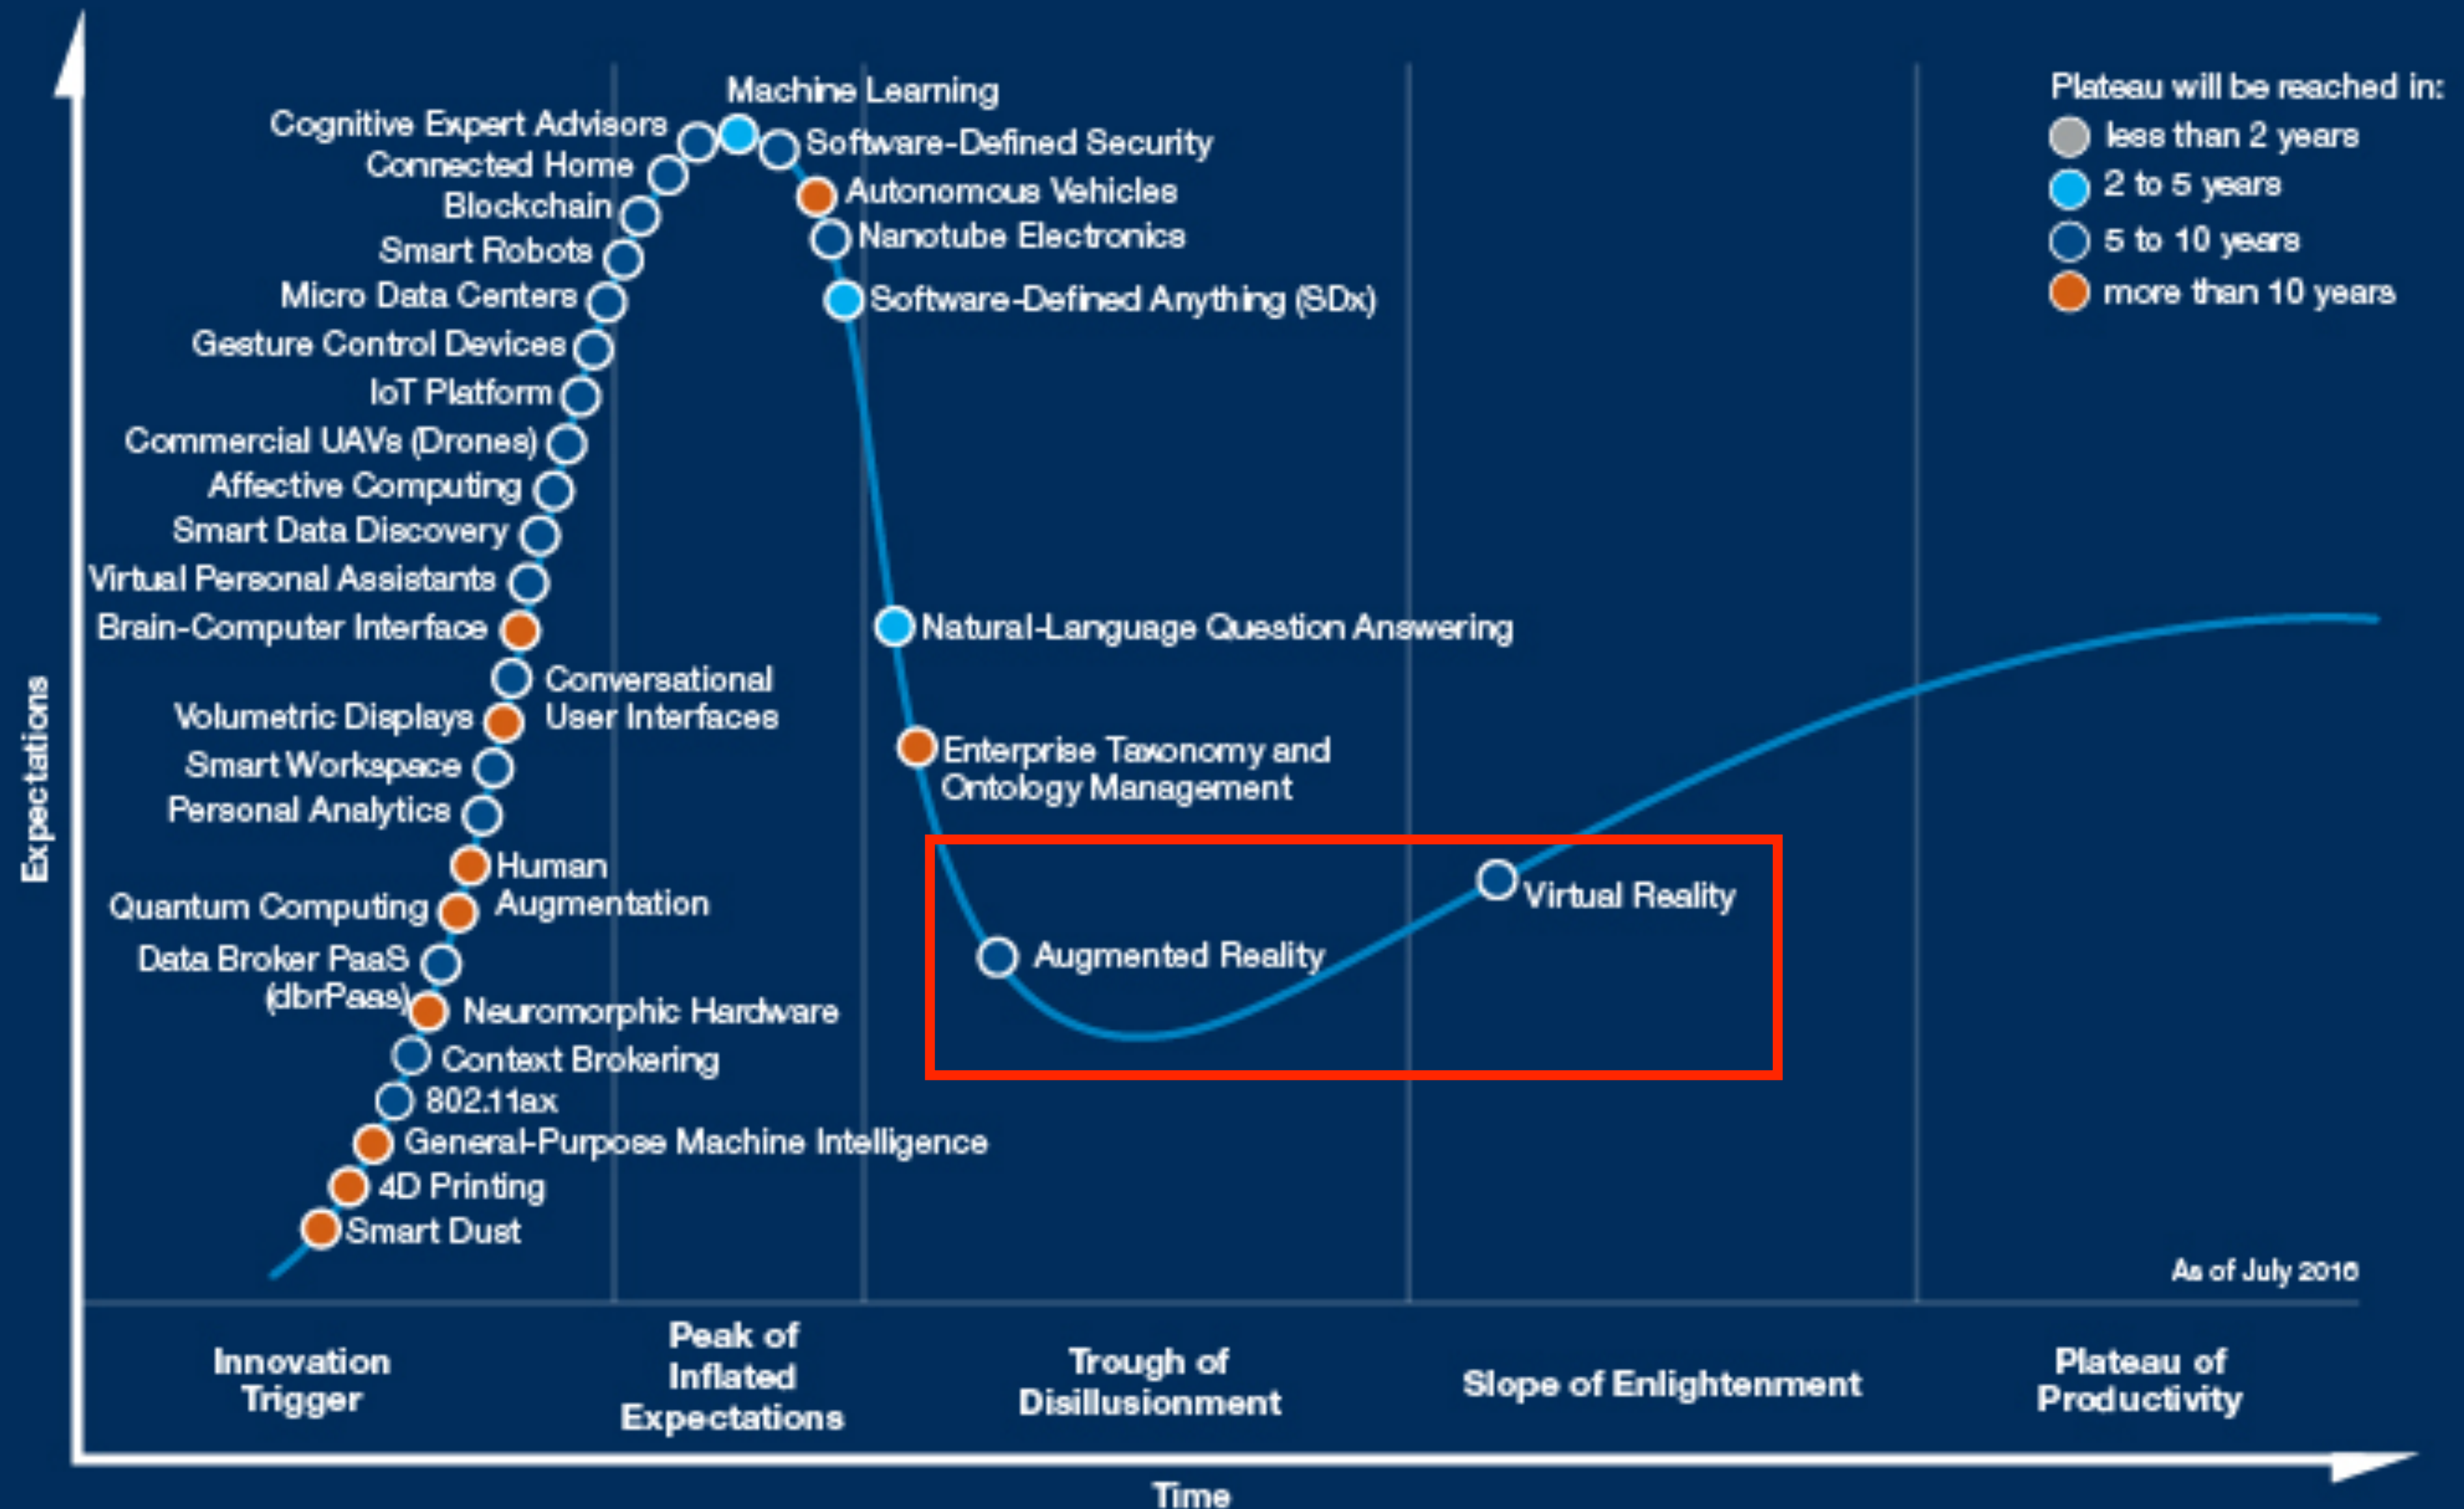 Machine Learning
Cognitive Expert Advisors
Software-Defined Security
Connected Home
Autonomous Vehicles
Blockchain
Nanotube Electronics
Smart Robots
Micro Data Centers
Software-Defined Anything (SDx)
Gesture Control Devices
IoT Platform
Commercial UAVs (Drones)
Affective Computing
Smart Data Discovery
Virtual Personal Assistants
Brain-Computer Interface
Natural-Language Question Answering
Conversational
User Interfaces
Volumetric Displays
Smart Workspace
Enterprise Taxonomy and
Ontology Management
Personal Analytics
Human
Augmentation
Quantum Computing
Virtual Reality
Data Broker PaaS
(dbrPaas)
Augmented Reality
Neuromorphic Hardware
Context Brokering
802.11ax
General-Purpose Machine Intelligence
4D Printing
Smart Dust
Plateau will be reached in:
less than 2 years
2 to 5 years
5 to 10 years
more than 10 years
Expectations
As of July 2016
Innovation
Trigger
Peak of
Inflated
Expectations
Trough of
Disillusionment
Slope of Enlightenment
Plateau of
Productivity
Time